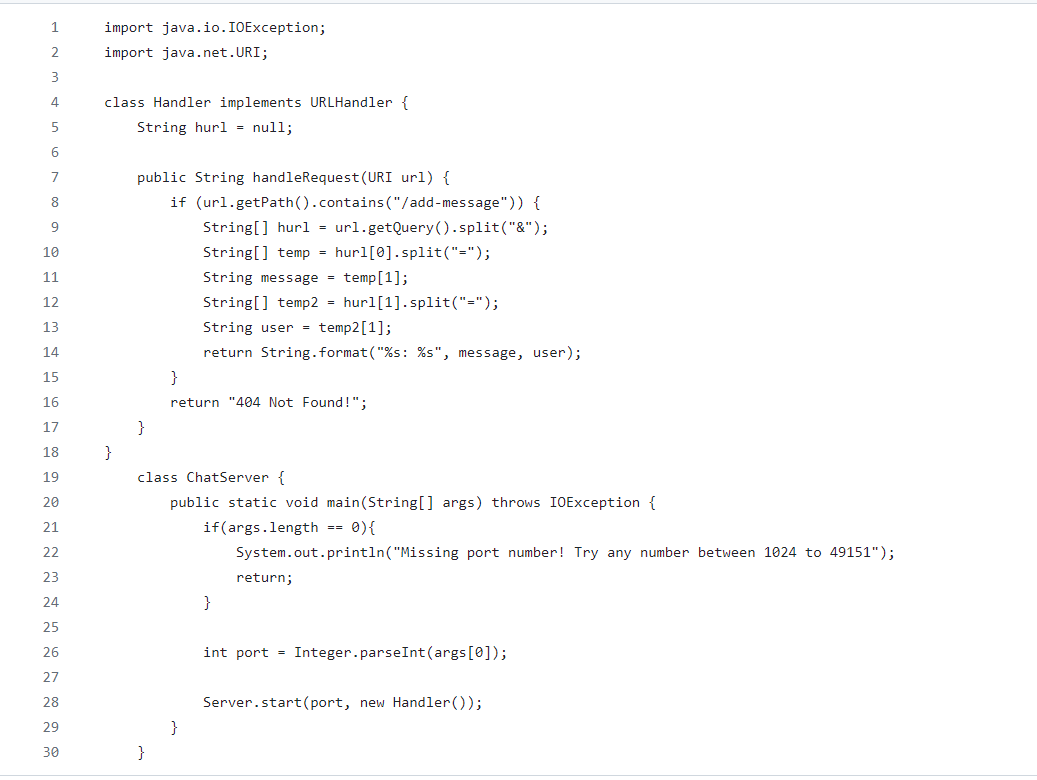 1 import java.io.IOException;
2 import java.net.URI;
3
4 class Handler implements URLHandler {
5     String hurl = null;
6
7     public String handleRequest(URI url) {
8         if (url.getPath().contains("/add-message")) {
9             String[] hurl = url.getQuery().split("&");
10             String[] temp = hurl[0].split("=");
11             String message = temp[1];
12             String[] temp2 = hurl[1].split("=");
13             String user = temp2[1];
14             return String.format("%s: %s", message, user);
15         }
16         return "404 Not Found!";
17     }
18 }
19     class ChatServer {
20         public static void main(String[] args) throws IOException {
21             if(args.length == 0){
22                 System.out.println("Missing port number! Try any number between 1024 to 49151");
23                 return;
24             }
25
26             int port = Integer.parseInt(args[0]);
27
28             Server.start(port, new Handler());
29         }
30     }